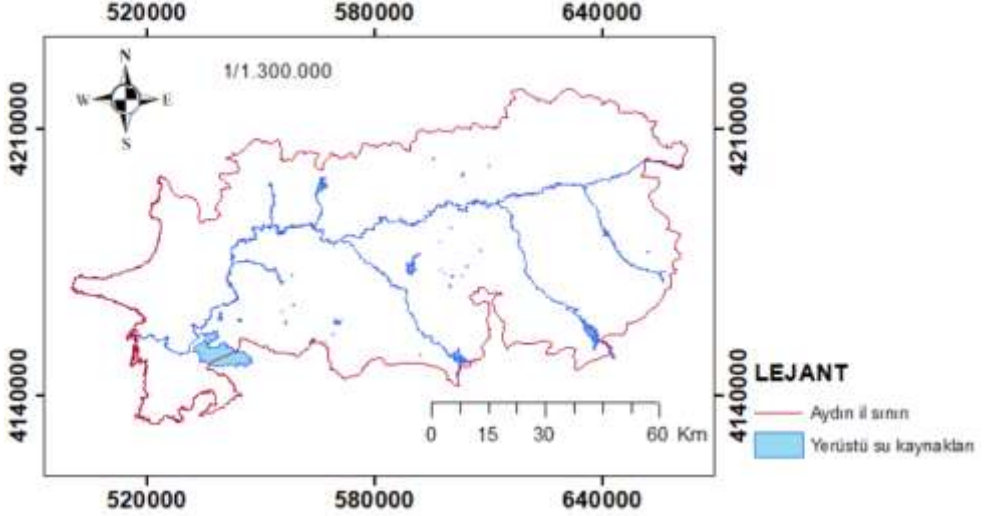 520000 580000 640000
N
W E
S
1/1.300.000
4210000 4210000
4140000 4140000
0 15 30 60 Km
LEJANT
Aydın il sınırı
Yerüstü su kaynakları
520000 580000 640000